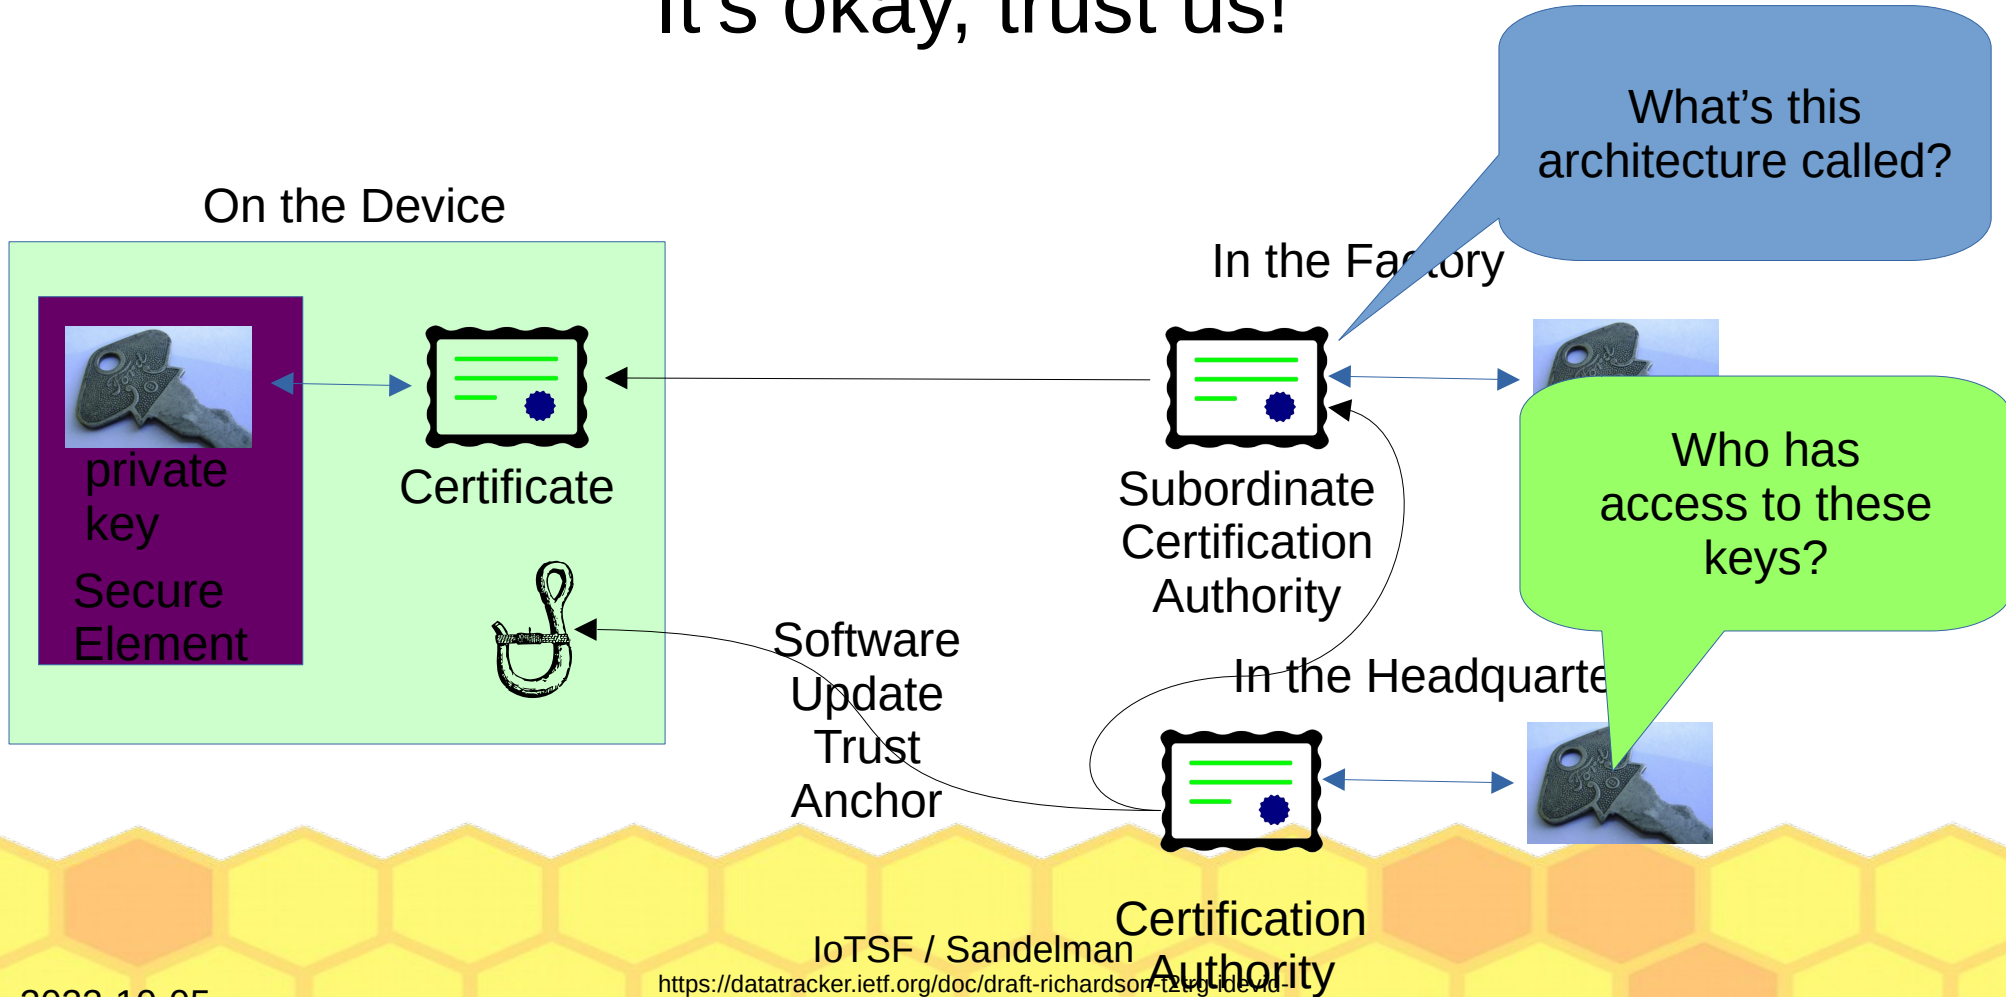 It's okay, trust us!
What's this
architecture called?
On the Device
In the Factory
private
key
Secure
Element
Certificate
Subordinate
Certification
Authority
Who has
access to these
keys?
Software
Update
Trust
Anchor
In the Headquarte
Certification
Authority
IoTSF / Sandelman
https://datatracker.ietf.org/doc/draft-richardson-t2trg-idevid-